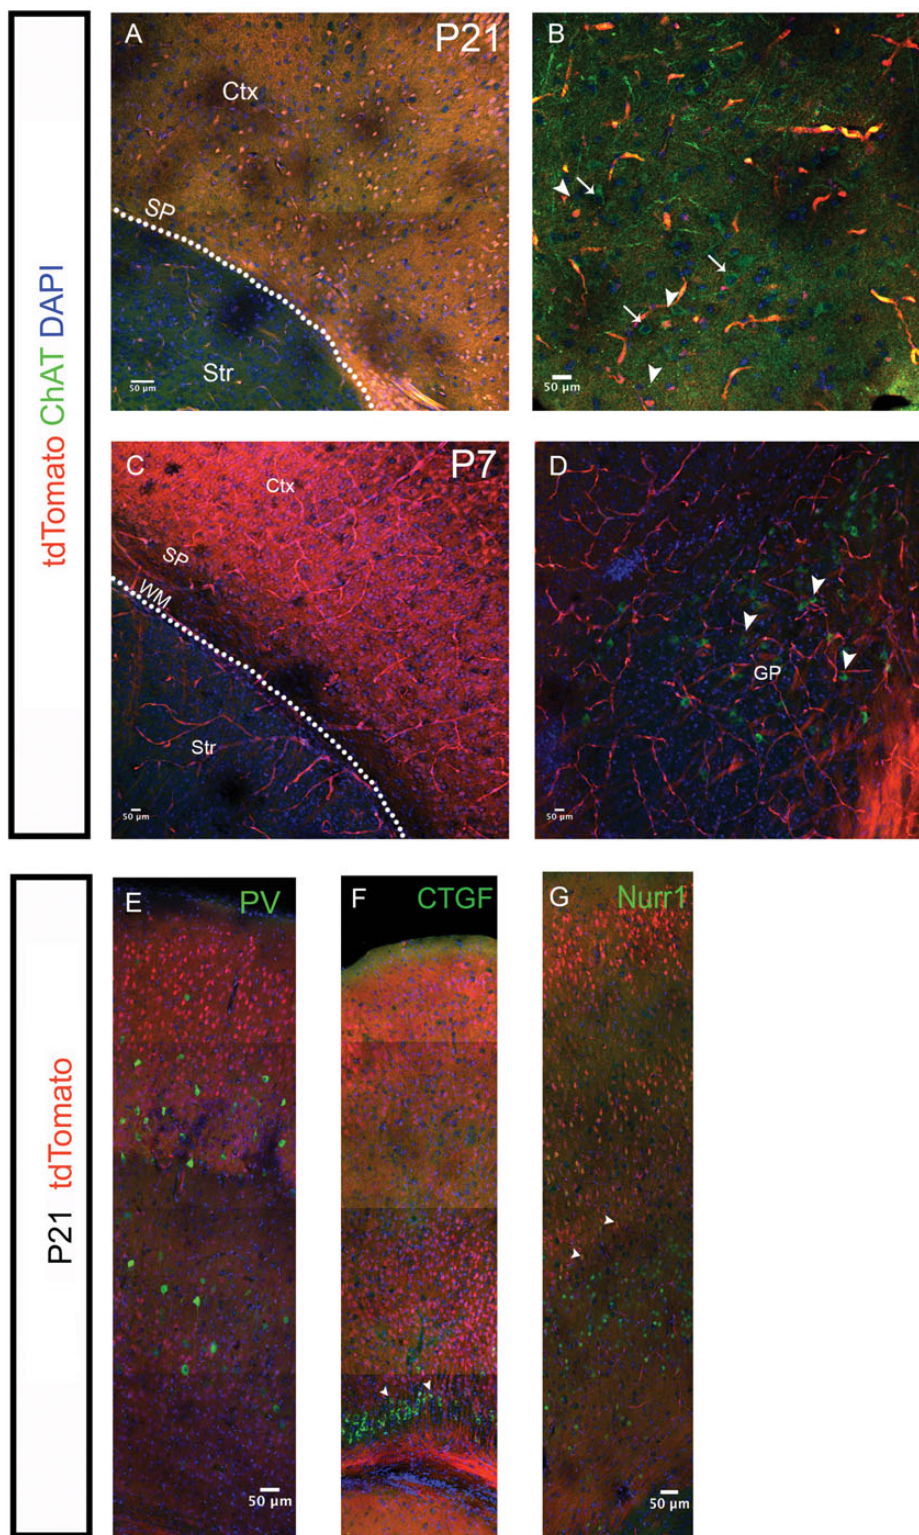 tdTomato ChAT DAPI
A
P21
Ctx
SP
Str
50 µm
B
50 µm
C
P7
Ctx
SP
WM
Str
50 µm
D
GP
50 µm
P21 tdTomato
E
PV
50 µm
F
CTGF
G
Nurr1
50 µm